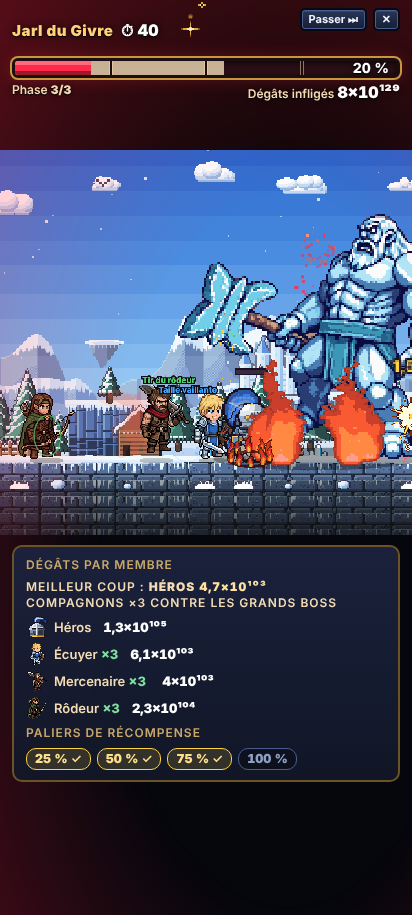 Jarl du Givre ⏱ 40
Passer ⏭ ✕
20 %
Phase 3/3
Dégâts infligés 8×10¹²⁹
Tir du rôdeur
Taille vaillante
DÉGÂTS PAR MEMBRE
MEILLEUR COUP : HÉROS 4,7×10¹⁰³
COMPAGNONS ×3 CONTRE LES GRANDS BOSS
Héros 1,3×10¹⁰⁵
Écuyer ×3 6,1×10¹⁰³
Mercenaire ×3 4×10¹⁰³
Rôdeur ×3 2,3×10¹⁰⁴
PALIERS DE RÉCOMPENSE
25 % ✓ 50 % ✓ 75 % ✓ 100 %